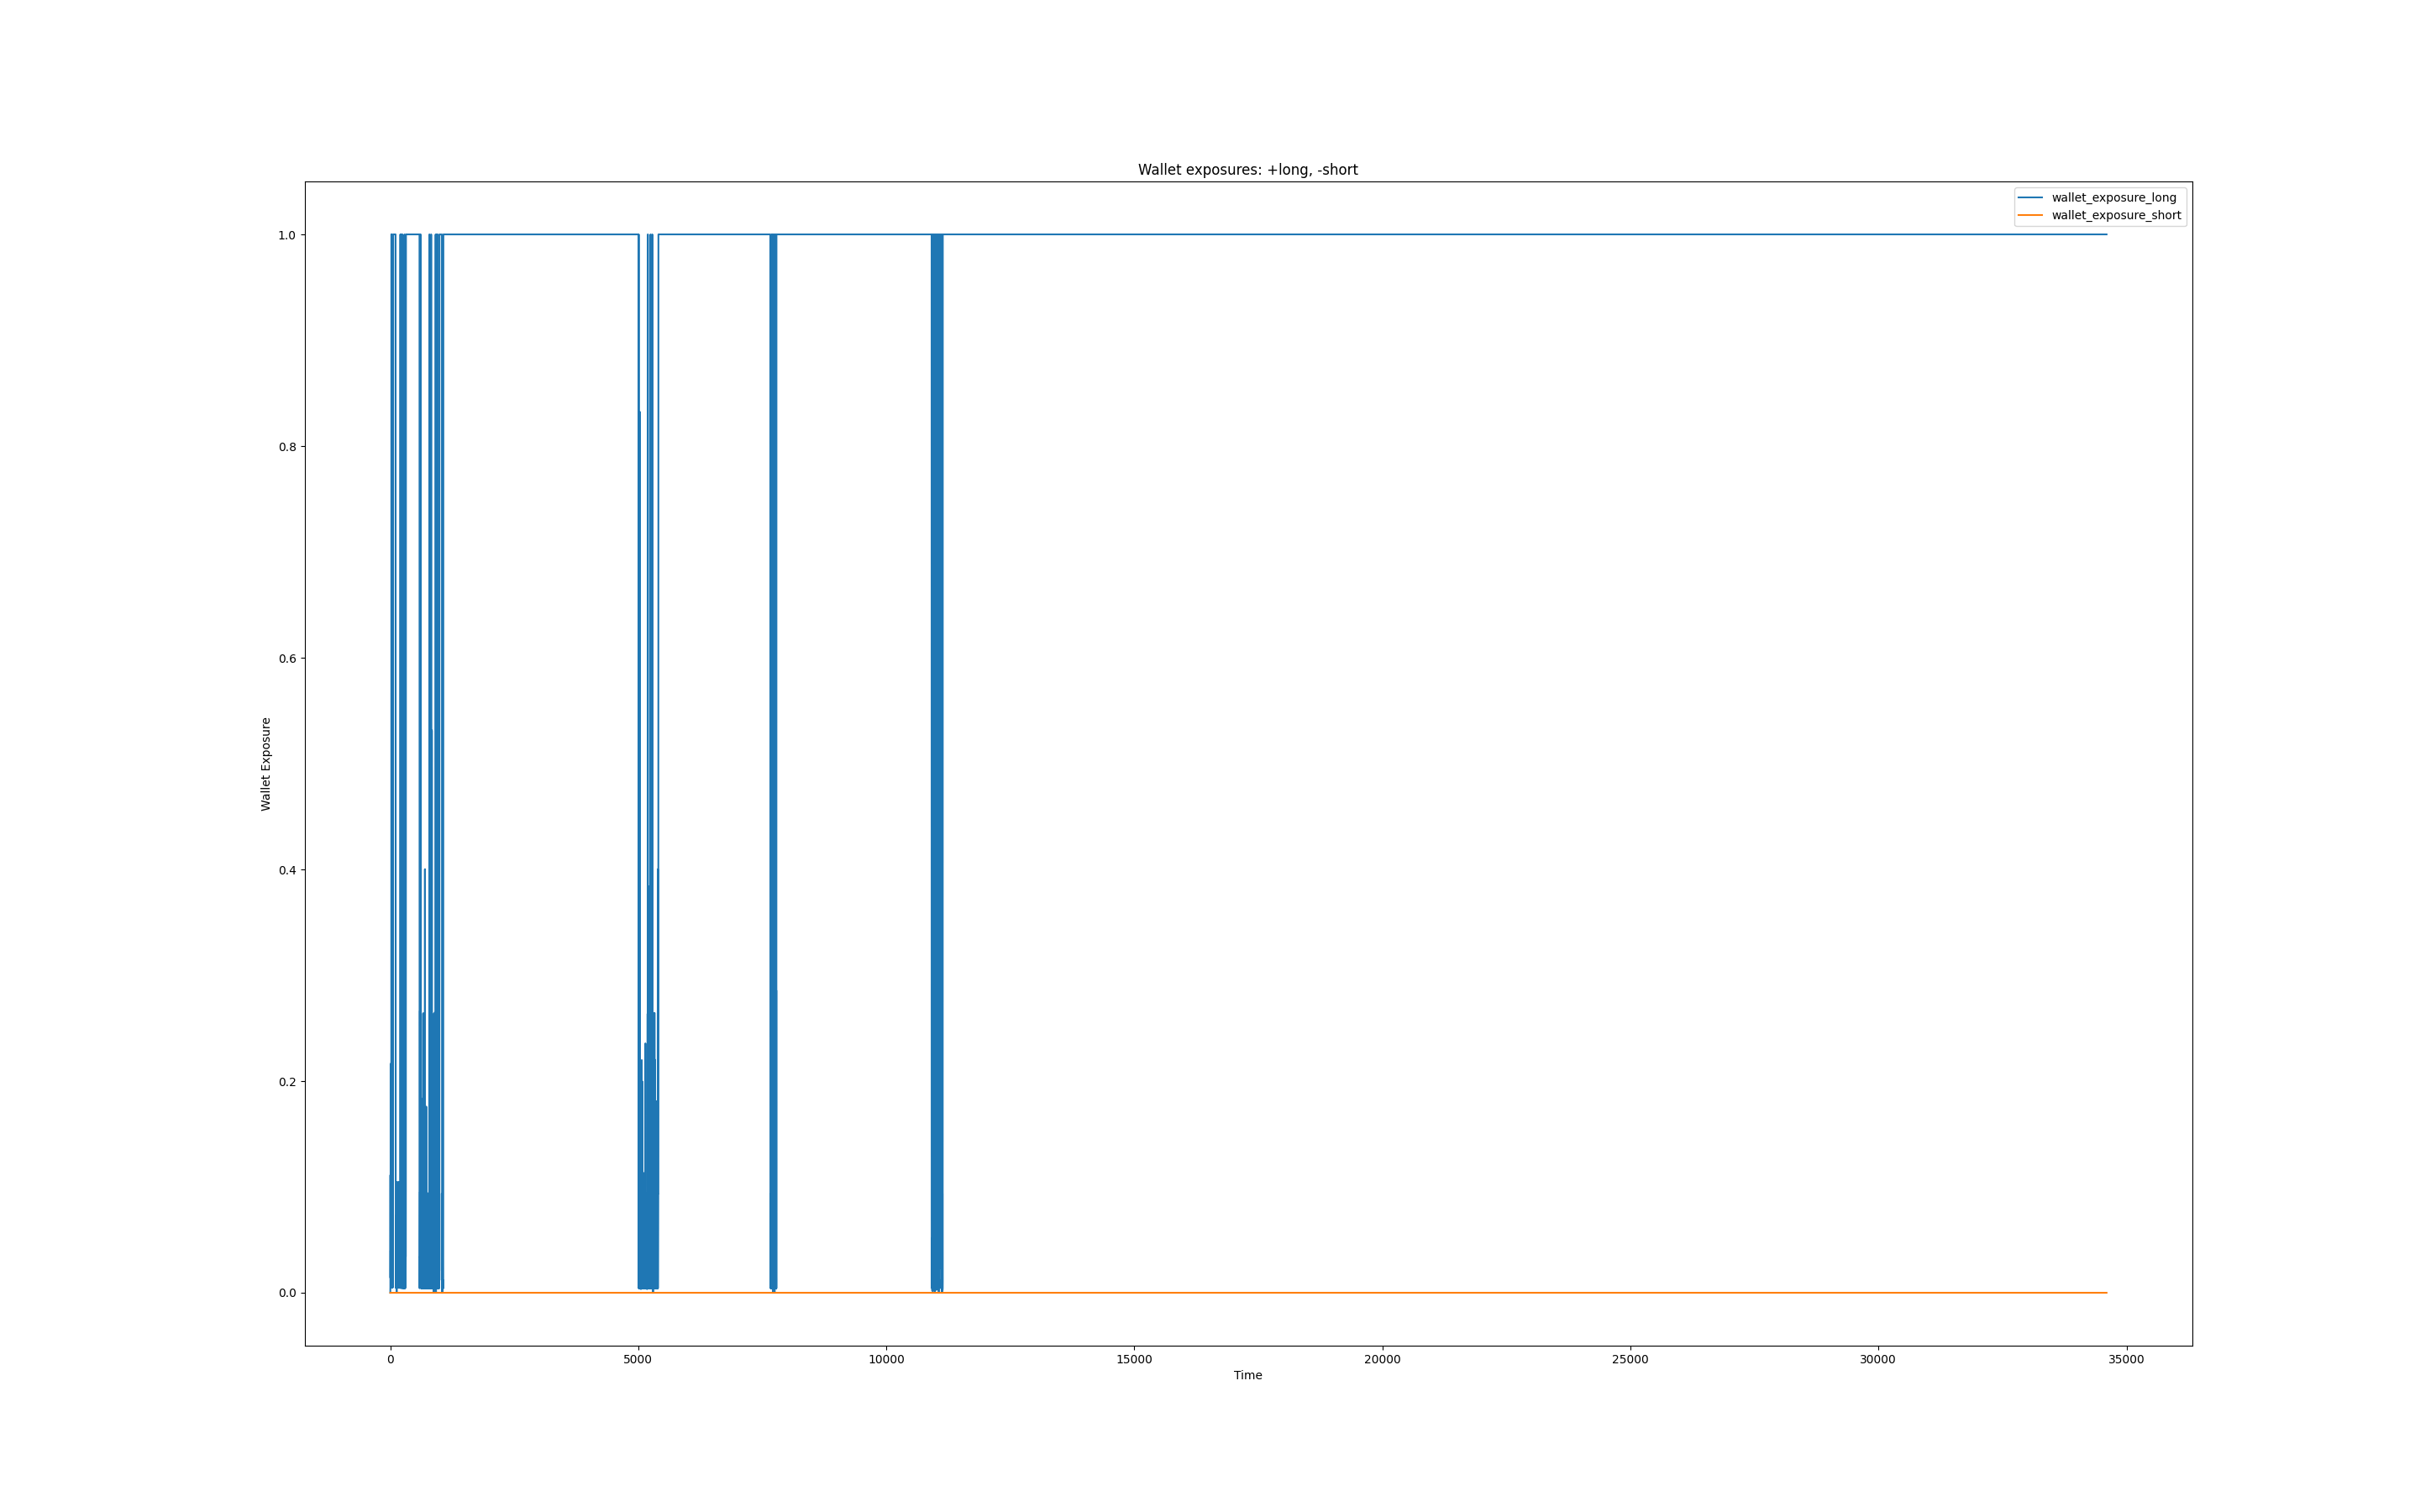 Wallet exposures: +long, -short
wallet_exposure_long
wallet_exposure_short
1.0
0.8
0.6
0.4
0.2
0.0
Wallet Exposure
0 5000 10000 15000 20000 25000 30000 35000
Time